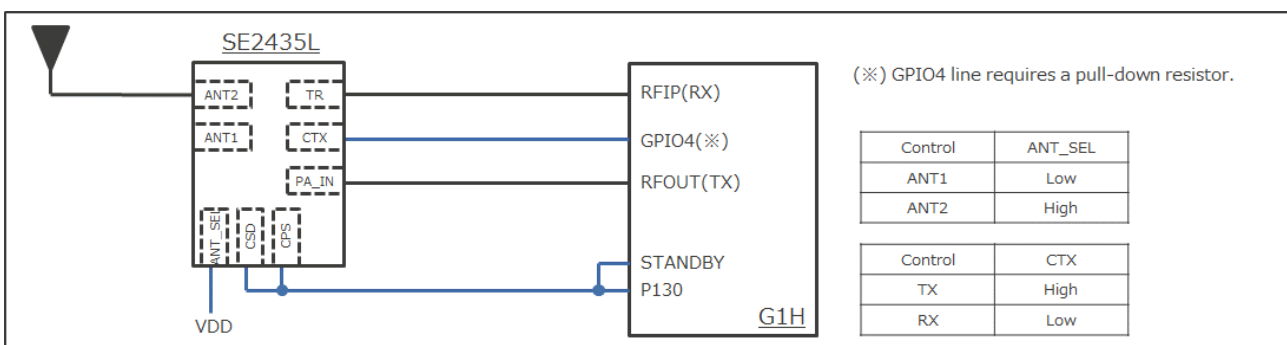 SE2435L
(※) GPIO4 line requires a pull-down resistor.
ANT2
TR
RFIP(RX)
ANT1
CTX
GPIO4(※)
PA_IN
RFOUT(TX)
ANT_SEL
CSD
CPS
STANDBY
P130
VDD
G1H
Control ANT_SEL
ANT1 Low
ANT2 High
Control CTX
TX High
RX Low